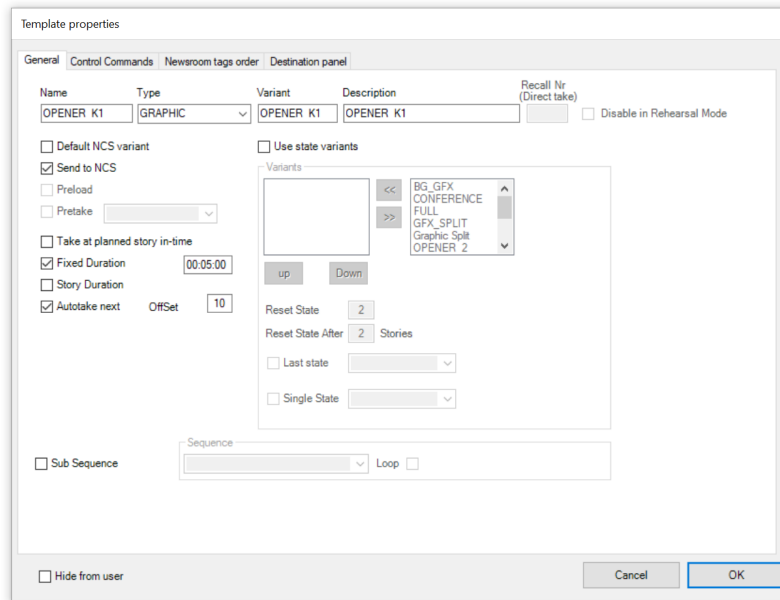 Template properties
General Control Commands Newsroom tags order Destination panel
Name Type Variant Description Recall Nr
(Direct take)
OPENER K1 GRAPHIC OPENER K1 OPENER K1 Disable in Rehearsal Mode
Default NCS variant Use state variants
Send to NCS Variants
Preload
Pretake
<< BG_GFX
CONFERENCE
>> FULL
GFX_SPLIT
Graphic Split
OPENER 2
Take at planned story in-time
Fixed Duration 00:05:00
up Down
Story Duration
Autotake next OffSet 10
Reset State 2
Reset State After 2 Stories
Last state
Single State
Sequence
Sub Sequence Loop
Hide from user Cancel OK